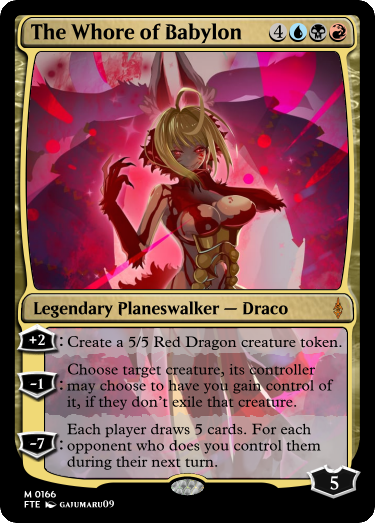 The Whore of Babylon 4
Legendary Planeswalker — Draco
+2 : Create a 5/5 Red Dragon creature token.
Choose target creature, its controller
-1 : may choose to have you gain control of
it, if they don't exile that creature.
Each player draws 5 cards. For each
-7 : opponent who does you control them
during their next turn.
5
M 0166
FTE GAJUMARU09